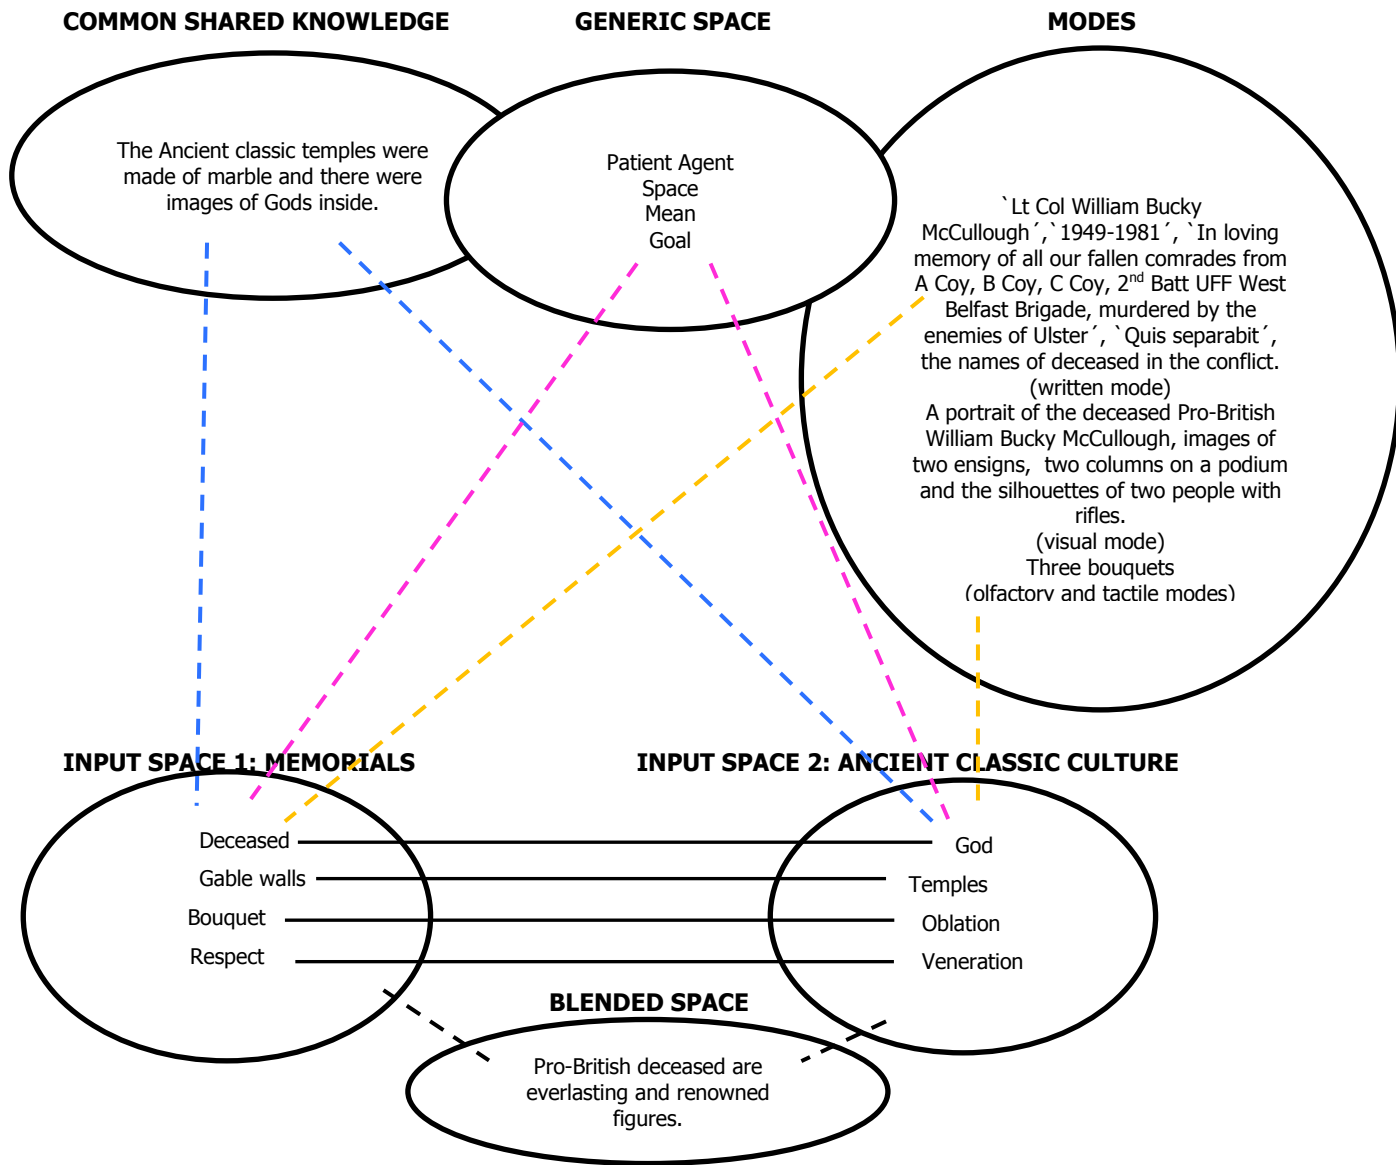 COMMON SHARED KNOWLEDGE
GENERIC SPACE
MODES
The Ancient classic temples were
made of marble and there were
images of Gods inside.
Patient Agent
Space
Mean
Goal
`Lt Col William Bucky
McCullough´,`1949-1981´, `In loving
memory of all our fallen comrades from
A Coy, B Coy, C Coy, 2nd Batt UFF West
Belfast Brigade, murdered by the
enemies of Ulster´, `Quis separabit´,
the names of deceased in the conflict.
(written mode)
A portrait of the deceased Pro-British
William Bucky McCullough, images of
two ensigns, two columns on a podium
and the silhouettes of two people with
rifles.
(visual mode)
Three bouquets
(olfactory and tactile modes)
INPUT SPACE 1: MEMORIALS
INPUT SPACE 2: ANCIENT CLASSIC CULTURE
Deceased
Gable walls
Bouquet
Respect
God
Temples
Oblation
Veneration
BLENDED SPACE
Pro-British deceased are
everlasting and renowned
figures.